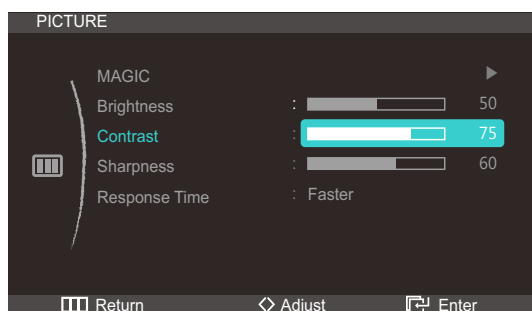 PICTURE
MAGIC
Brightness : 50
Contrast : 75
Sharpness : 60
Response Time : Faster
Return Adjust Enter